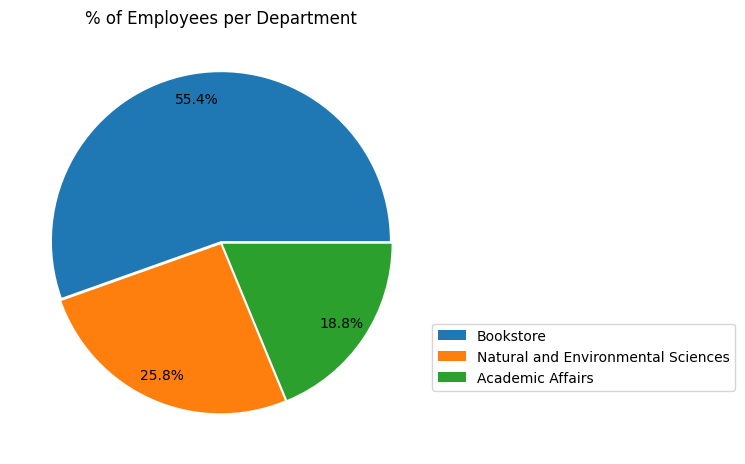 % of Employees per Department
55.4%
18.8%
25.8%
Bookstore
Natural and Environmental Sciences
Academic Affairs